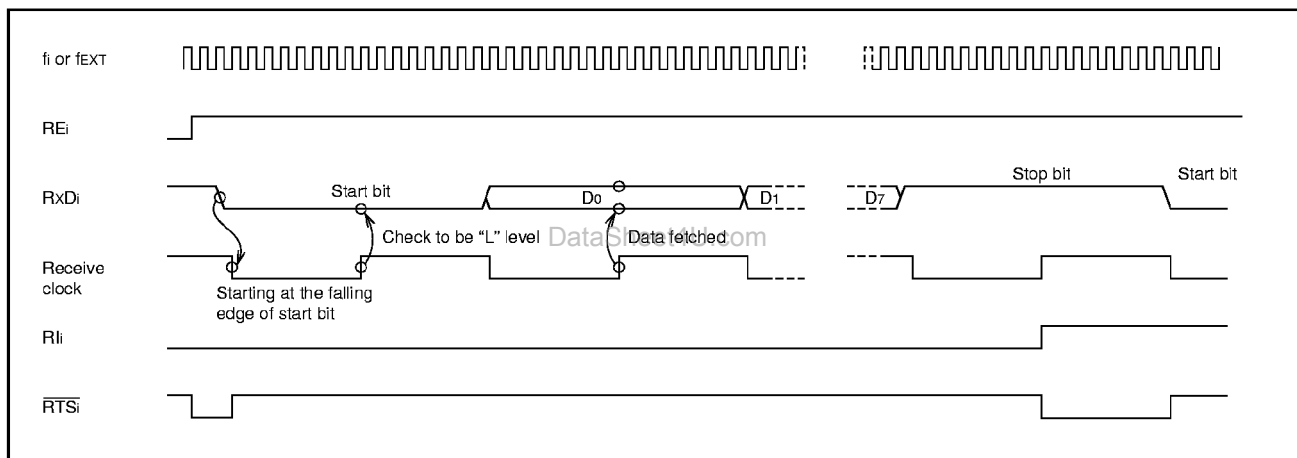 fi or fEXT
REi
RxDi
Start bit
D0
D1
D7
Stop bit
Start bit
Check to be “L” level
DataSheet4U.com
Data fetched
Receive
clock
Starting at the falling
edge of start bit
RIi
RTSi